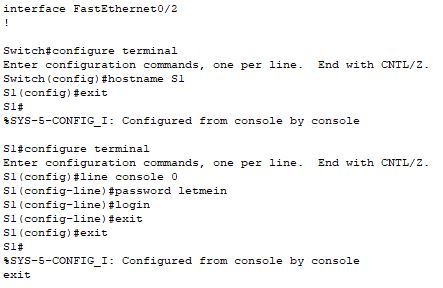 interface FastEthernet0/2
!
Switch#configure terminal
Enter configuration commands, one per line.  End with CNTL/Z.
Switch(config)#hostname S1
S1(config)#exit
S1#
%SYS-5-CONFIG_I: Configured from console by console
S1#configure terminal
Enter configuration commands, one per line.  End with CNTL/Z.
S1(config)#line console 0
S1(config-line)#password letmein
S1(config-line)#login
S1(config-line)#exit
S1(config)#exit
S1#
%SYS-5-CONFIG_I: Configured from console by console
exit